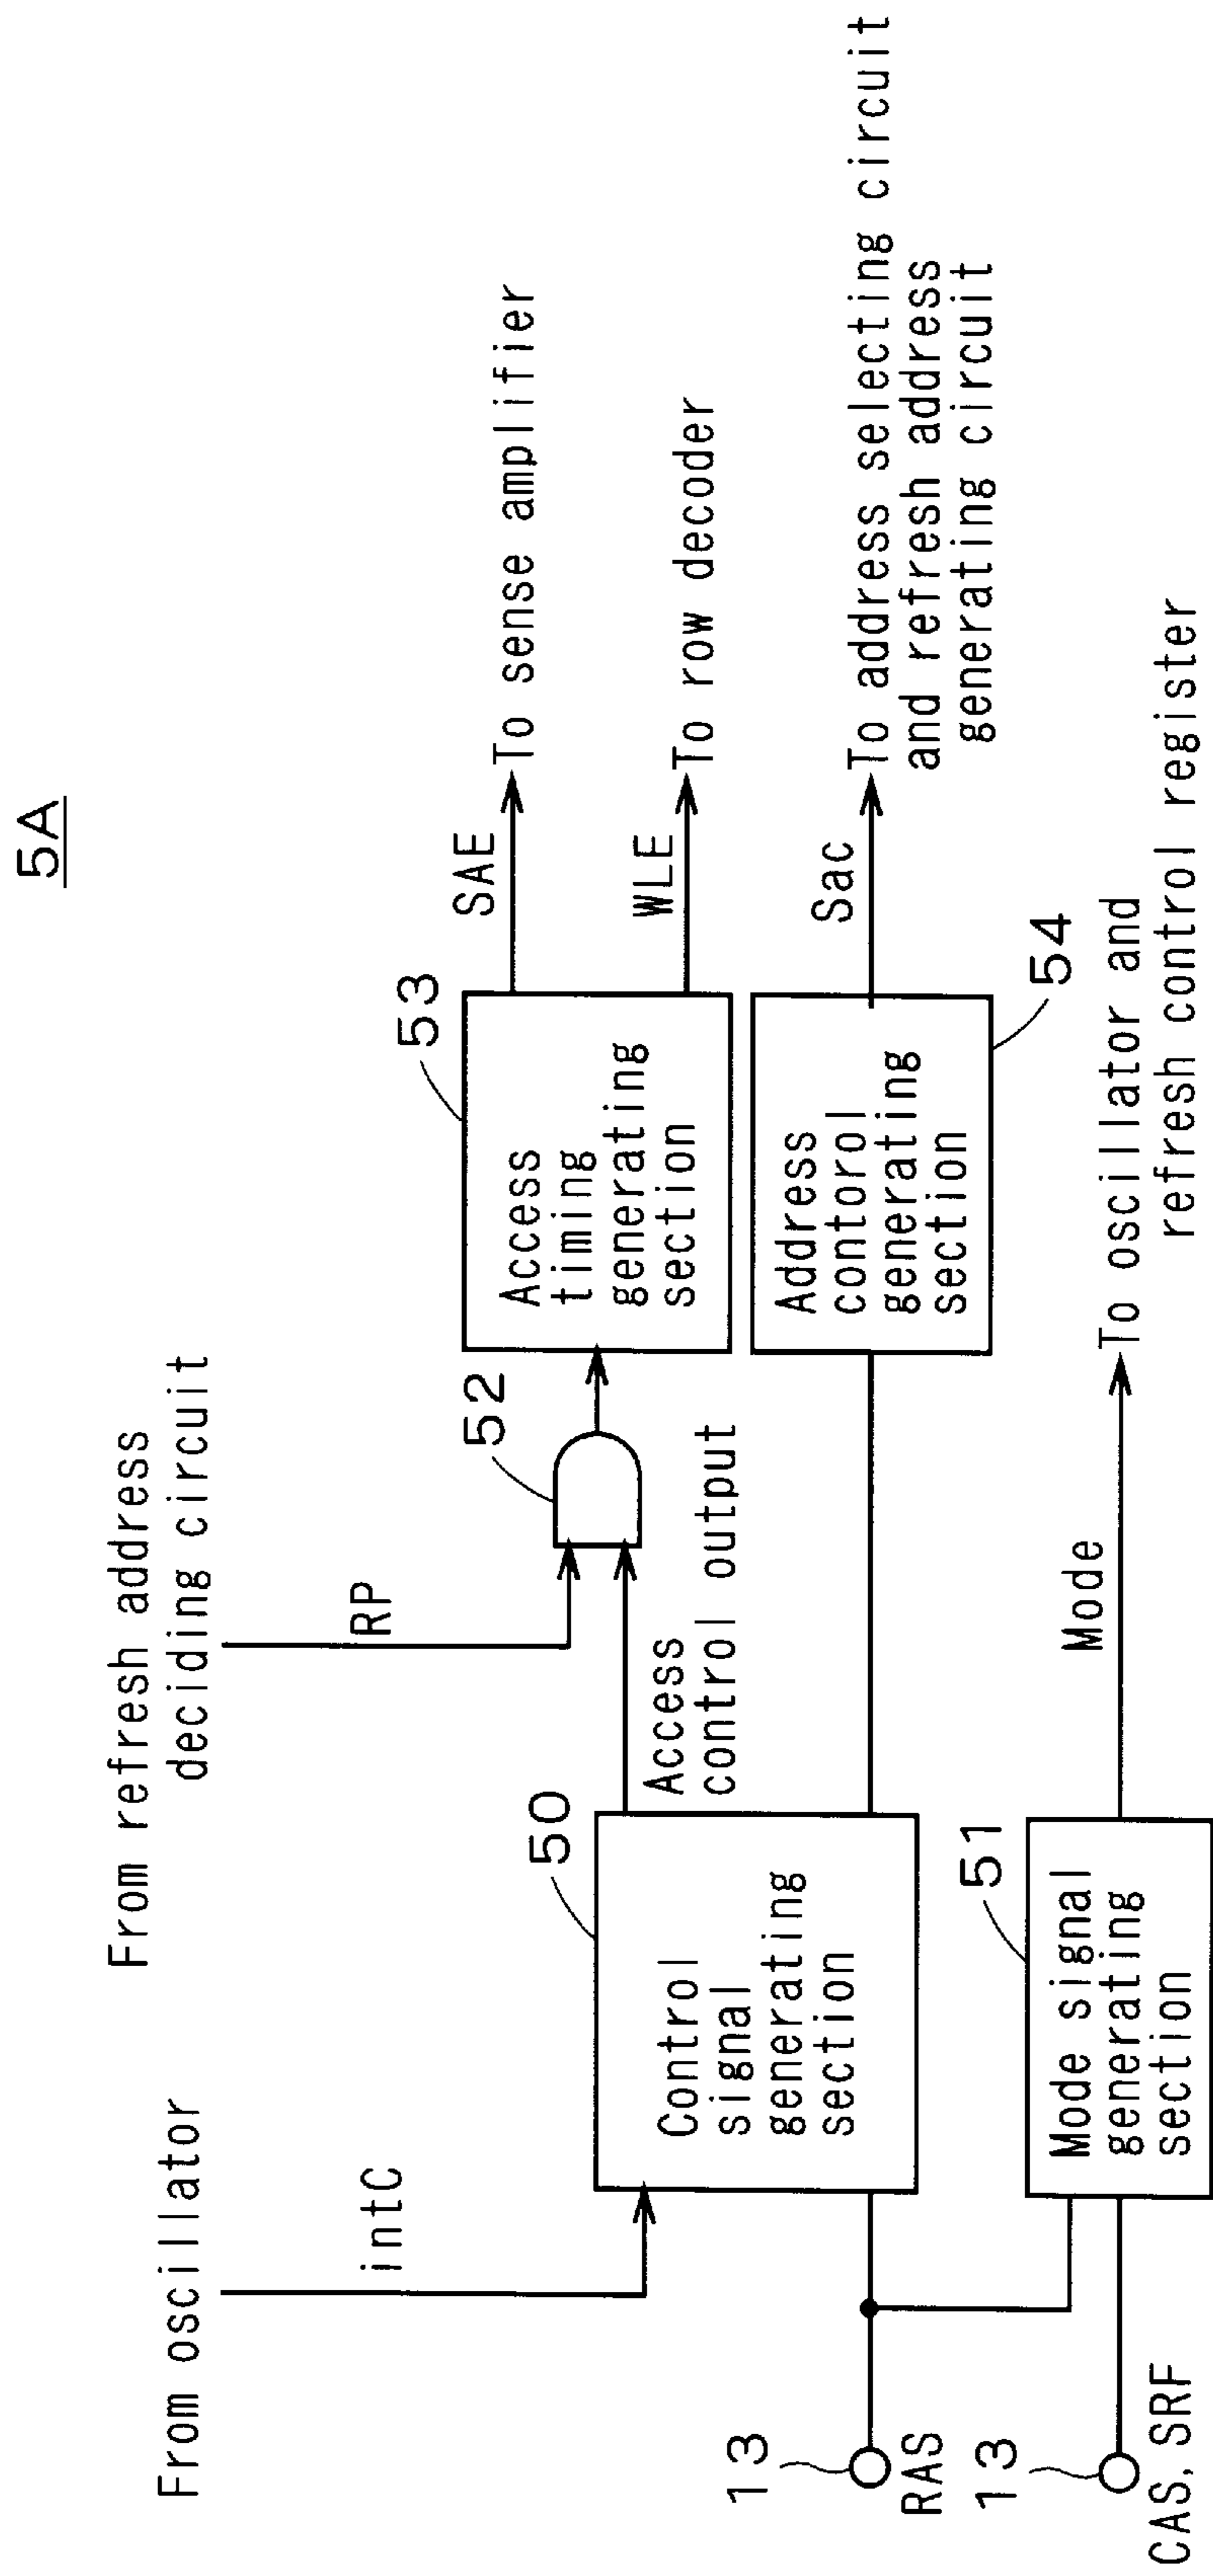 5A
From oscillator
intC
From refresh address
deciding circuit
RP
50
Control
signal
generating
section
Access
control output
52
53
Access
timing
generating
section
SAE
To sense amplifier
WLE
To row decoder
Address
contorol
generating
section
54
Sac
To address selecting circuit
and refresh address
generating circuit
13
RAS
13
CAS, SRF
51
Mode signal
generating
section
Mode
To oscillator and
refresh control register